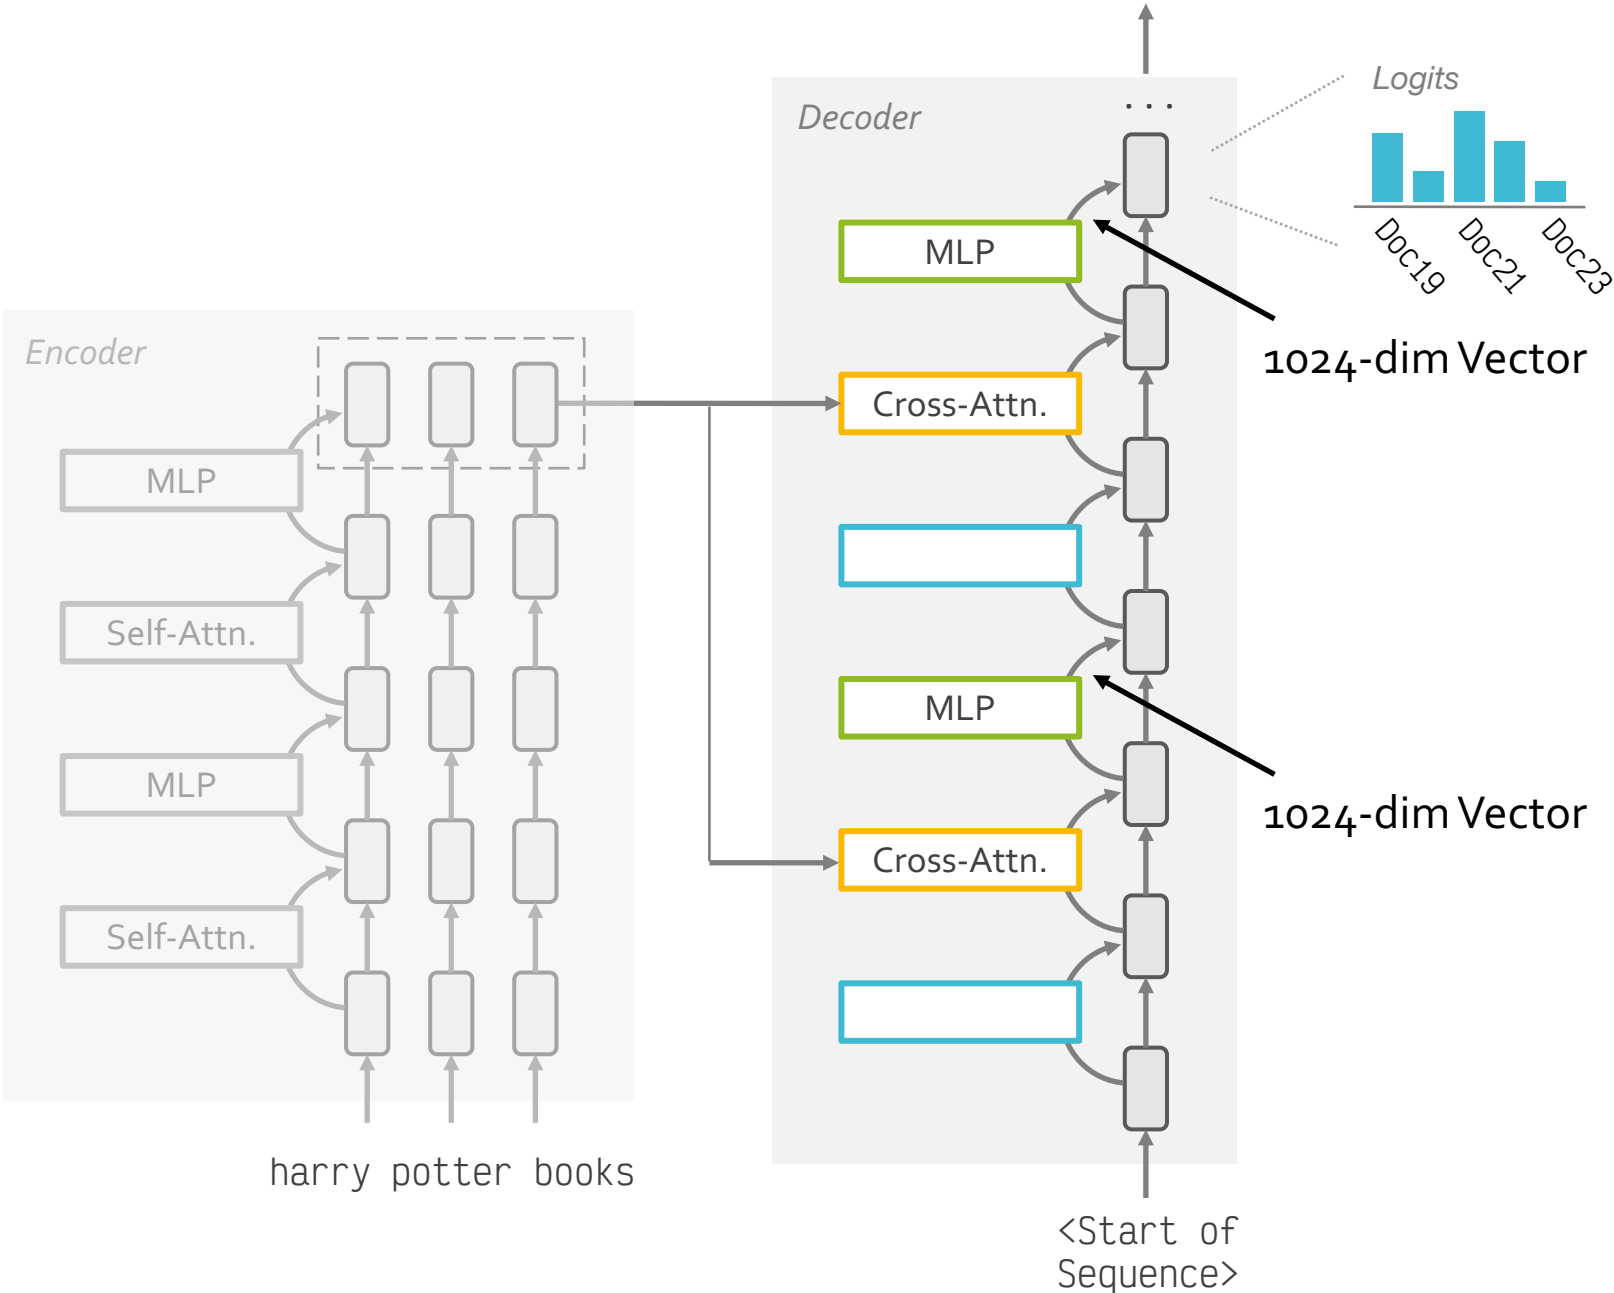 Logits
Decoder
. . .
Doc19
Doc21
Doc23
MLP
1024-dim Vector
Encoder
Cross-Attn.
MLP
Self-Attn.
MLP
1024-dim Vector
MLP
Cross-Attn.
Self-Attn.
harry potter books
<Start of
Sequence>